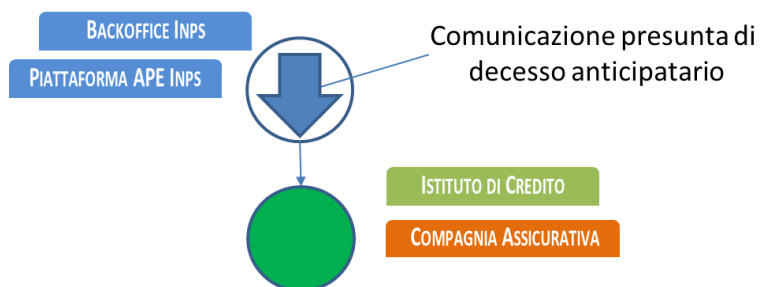 BACKOFFICE INPS
PIATTAFORMA APE INPS
Comunicazione presunta di
decesso anticipatario
ISTITUTO DI CREDITO
COMPAGNIA ASSICURATIVA